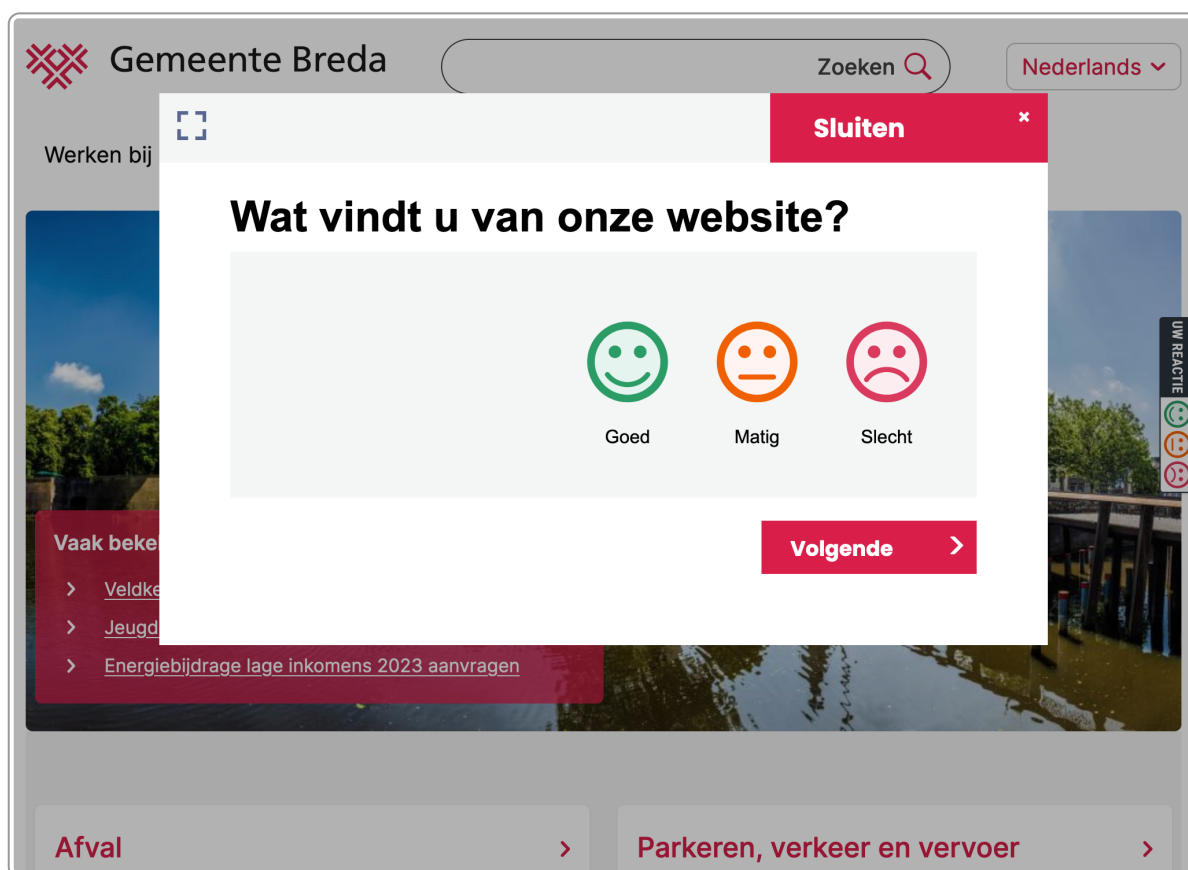 Gemeente Breda
Zoeken
Nederlands
Werken bij
Sluiten
Wat vindt u van onze website?
Goed Matig Slecht
Volgende
UW REACTIE
Vaak
Energiebijdrage lage inkomens 2023 aanvragen
Afval
Parkeren, verkeer en vervoer